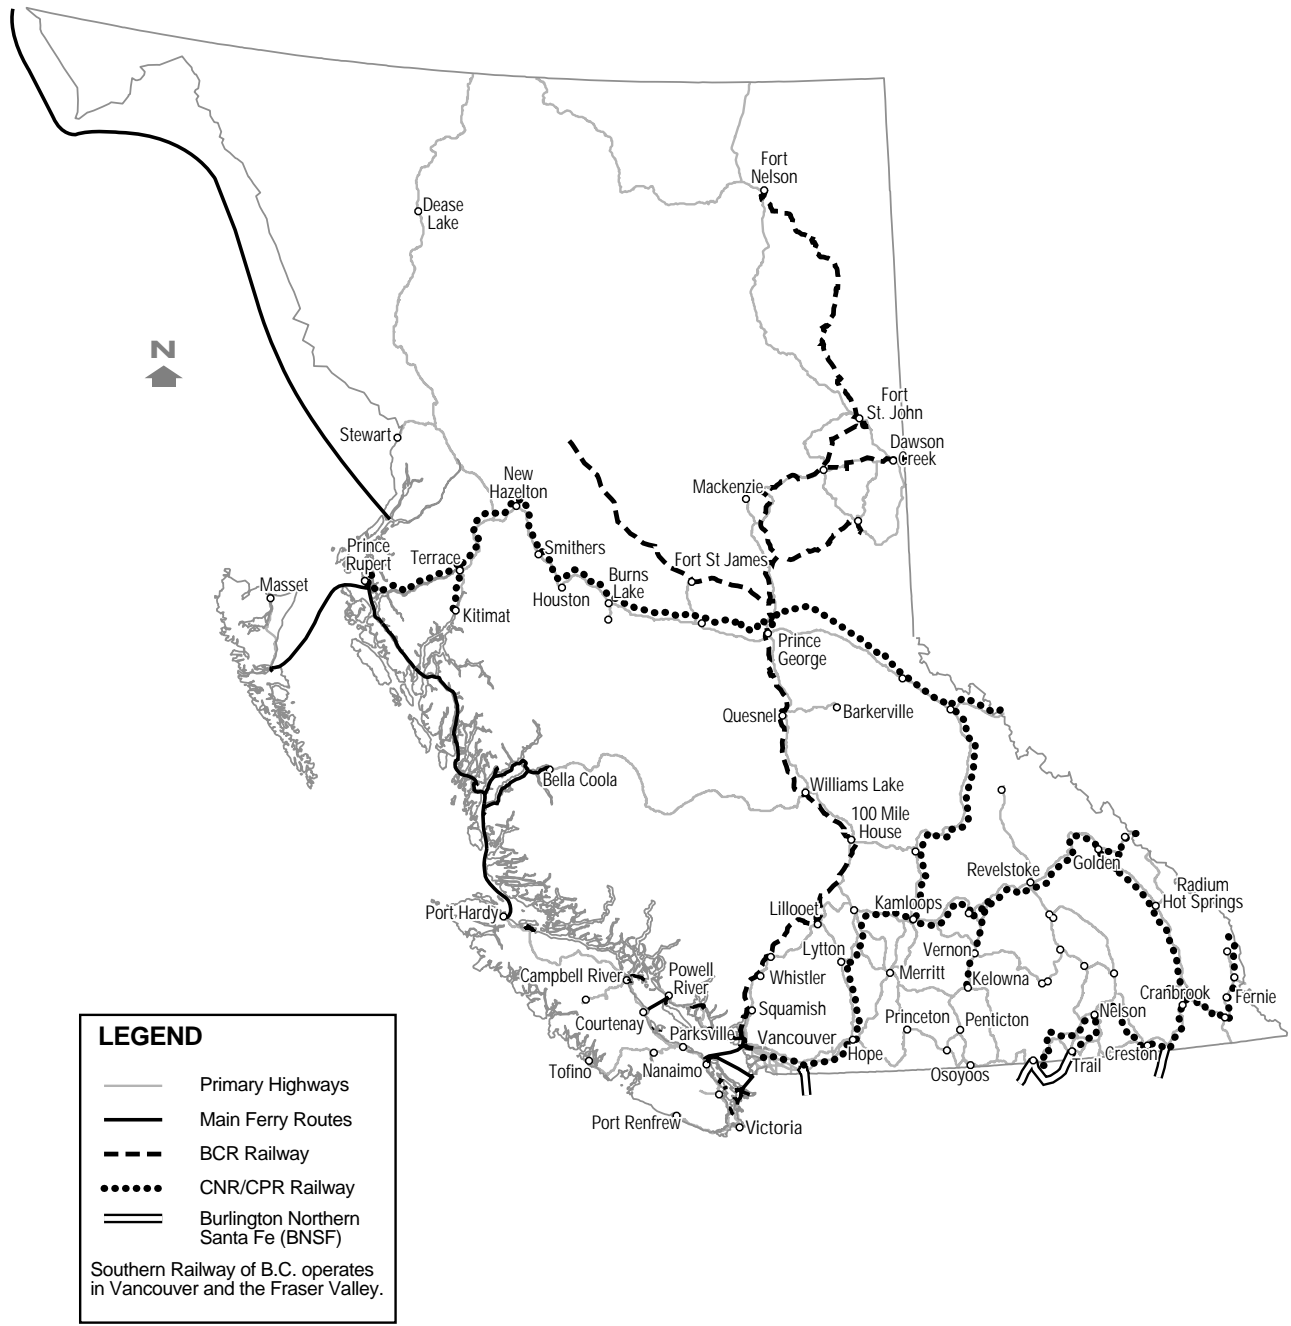 Fort
Nelson
Dease
Lake
N
Fort
St. John
Stewart
Dawson
Creek
New
Hazelton
Mackenzie
Prince
Rupert
Terrace
Smithers
Fort St James
Masset
Burns
Lake
Houston
Kitimat
Prince
George
Quesnel
Barkerville
Bella Coola
Williams Lake
100 Mile
House
Revelstoke
Golden
Radium
Hot Springs
Port Hardy
Lillooet
Kamloops
Lytton
Vernon
Campbell River
Powell
River
Whistler
Merritt
Kelowna
Cranbrook
Fernie
Squamish
Courtenay
Parksville
Vancouver
Princeton
Penticton
Nelson
Hope
Creston
Tofino
Nanaimo
Osoyoos
Trail
Port Renfrew
Victoria
LEGEND
Primary Highways
Main Ferry Routes
BCR Railway
CNR/CPR Railway
Burlington Northern
Santa Fe (BNSF)
Southern Railway of B.C. operates
in Vancouver and the Fraser Valley.